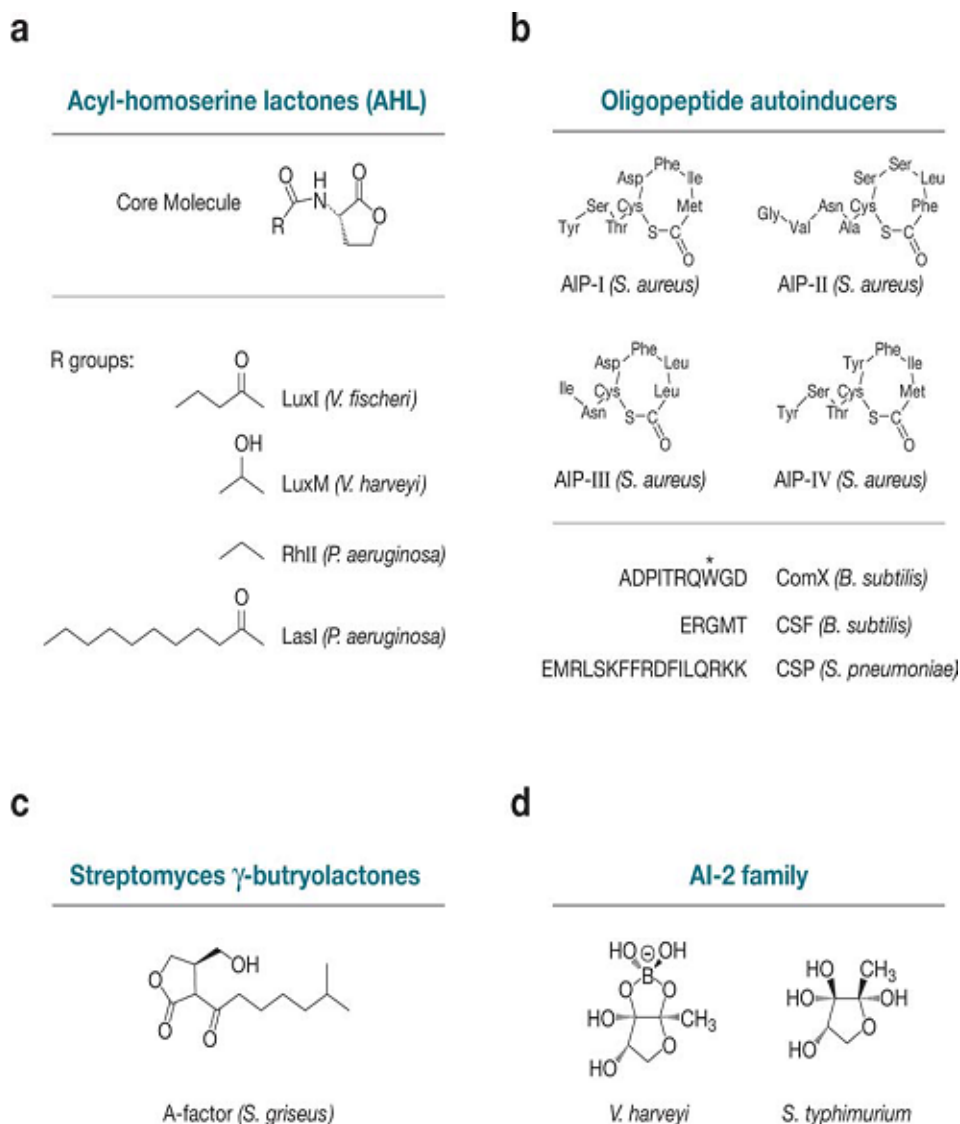 a
Acyl-homoserine lactones (AHL)
Core Molecule
O
H
N
O
R
O
R groups:
O
LuxI (V. fischeri)
OH
LuxM (V. harveyi)
RhII (P. aeruginosa)
O
LasI (P. aeruginosa)
b
Oligopeptide autoinducers
Tyr Ser Thr Cys Asp Phe Ile Met
S C O
AIP-I (S. aureus)
Gly Val Asn Ala Cys Ser Ser Leu Phe
S C O
AIP-II (S. aureus)
Ile Asn Cys Asp Phe Leu Leu
S C O
AIP-III (S. aureus)
Tyr Ser Thr Cys Tyr Phe Ile Met
S C O
AIP-IV (S. aureus)
*
ADPITRQWGD ComX (B. subtilis)
ERGMT CSF (B. subtilis)
EMRLSKFFRDFILQRKK CSP (S. pneumoniae)
c
Streptomyces γ-butryolactones
OH
O
O
O
A-factor (S. griseus)
d
AI-2 family
HO ⊖ OH
B
O O
HO CH3
O
HO
V. harveyi
HO CH3
HO OH
O
HO
S. typhimurium